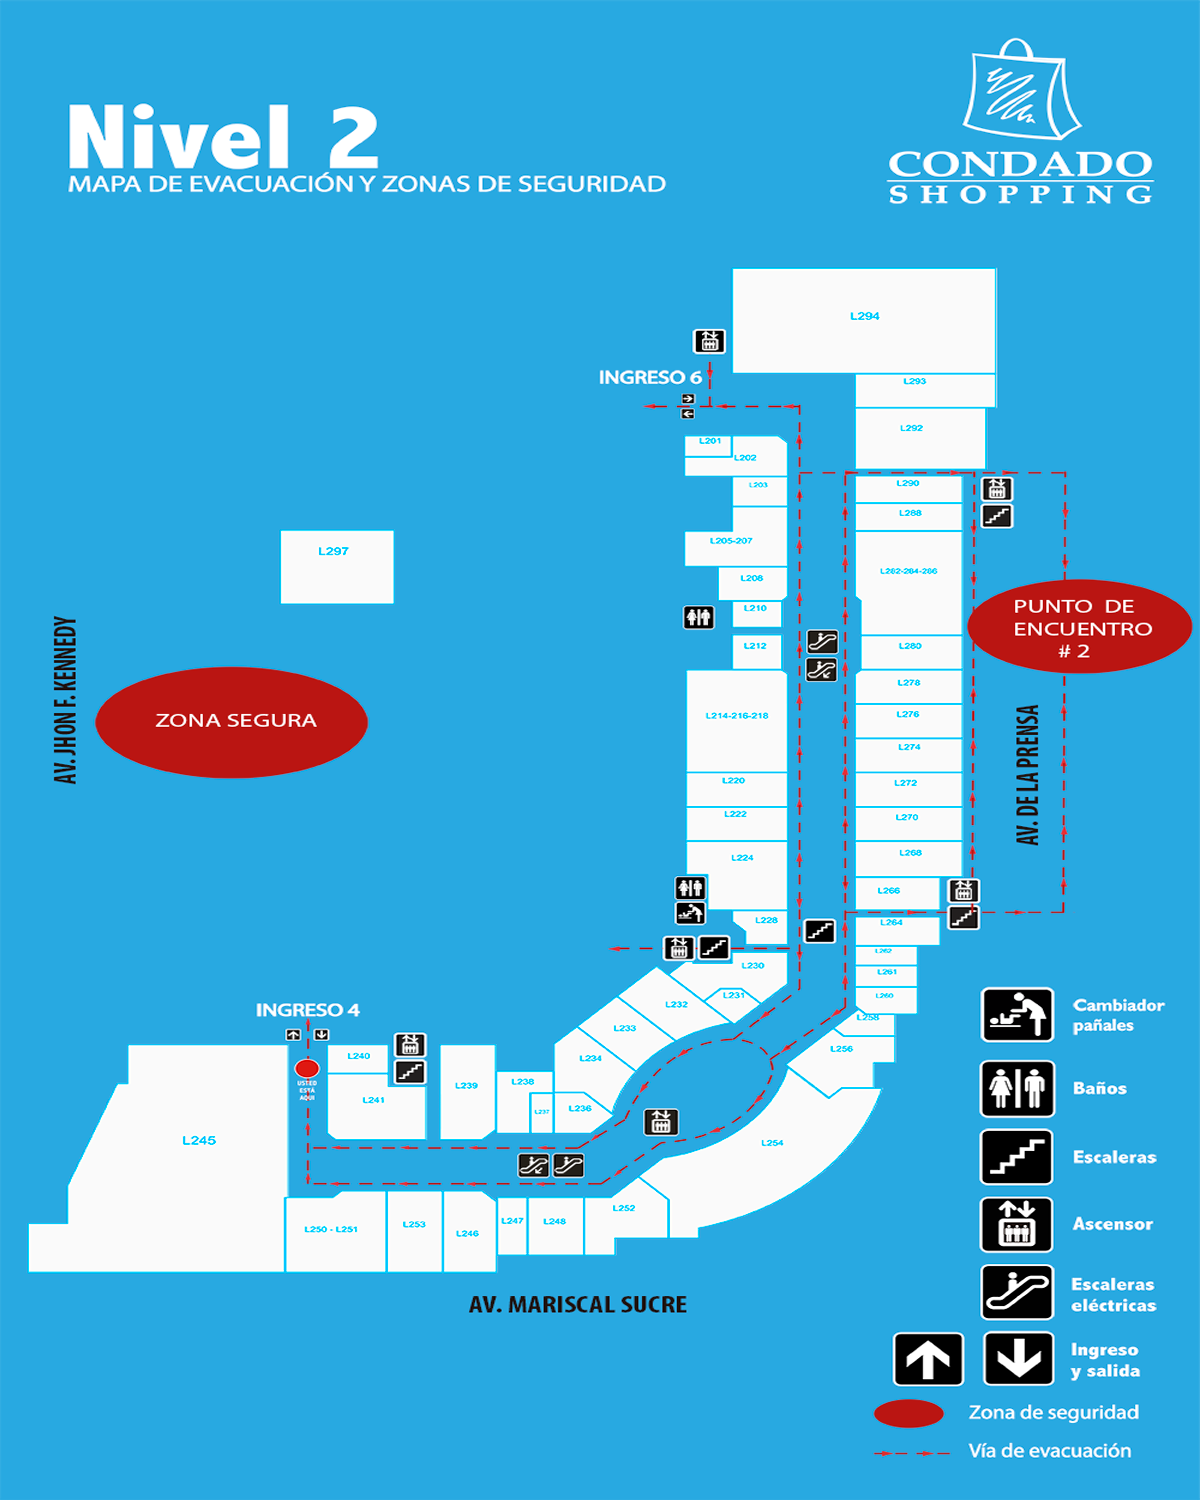 Nivel 2
MAPA DE EVACUACIÓN Y ZONAS DE SEGURIDAD
CONDADO
SHOPPING
L294
INGRESO 6
L293
L292
L201
L202
L203
L290
L288
L205-207
L297
L208
L282-284-286
L210
L212
L280
PUNTO DE
ENCUENTRO
# 2
AV. JHON F. KENNEDY
ZONA SEGURA
L214-216-218
L278
L276
L274
AV. DE LA PRENSA
L220
L272
L222
L270
L224
L268
L266
L228
L264
L262
L230
L261
L231
L260
L232
L258
L233
L256
L234
INGRESO 4
USTED
ESTÁ
AQUI
L240
L241
L239
L238
L237
L236
L245
L254
L250 - L251
L253
L246
L247
L248
L252
AV. MARISCAL SUCRE
Cambiador
pañales
Baños
Escaleras
Ascensor
Escaleras
eléctricas
Ingreso
y salida
Zona de seguridad
Vía de evacuación